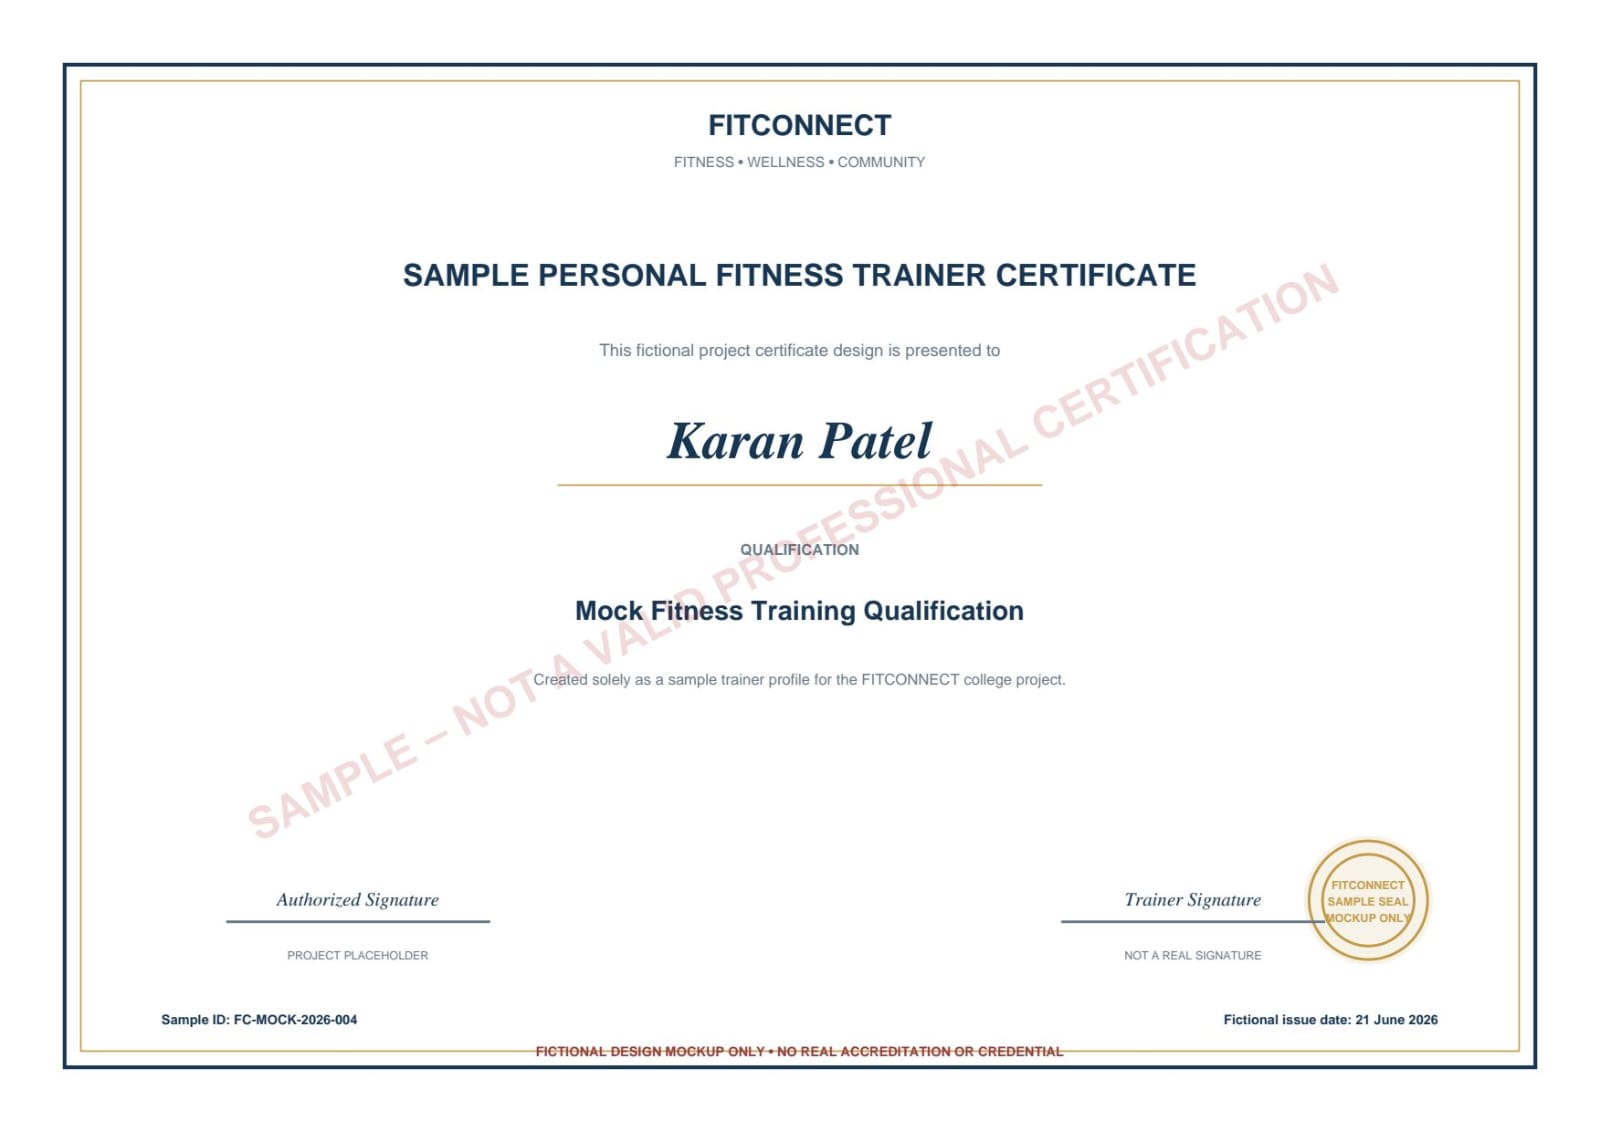 FITCONNECT
FITNESS • WELLNESS • COMMUNITY
SAMPLE PERSONAL FITNESS TRAINER CERTIFICATE
This fictional project certificate design is presented to
Karan Patel
QUALIFICATION
Mock Fitness Training Qualification
Created solely as a sample trainer profile for the FITCONNECT college project.
SAMPLE – NOT A VALID PROFESSIONAL CERTIFICATION
Authorized Signature
PROJECT PLACEHOLDER
Trainer Signature
NOT A REAL SIGNATURE
FITCONNECT
SAMPLE SEAL
MOCKUP ONLY
Sample ID: FC-MOCK-2026-004
Fictional issue date: 21 June 2026
FICTIONAL DESIGN MOCKUP ONLY • NO REAL ACCREDITATION OR CREDENTIAL